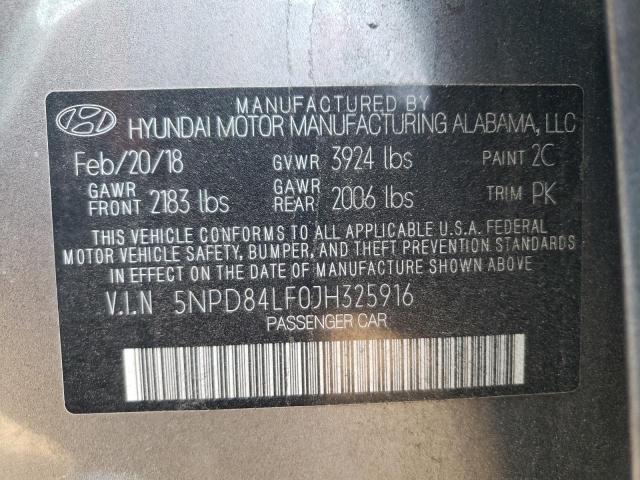 MANUFACTURED BY
HYUNDAI MOTOR MANUFACTURING ALABAMA, LLC
Feb/20/18 GVWR 3924 lbs PAINT 2C
GAWR FRONT 2183 lbs GAWR REAR 2006 lbs TRIM PK
THIS VEHICLE CONFORMS TO ALL APPLICABLE U.S.A. FEDERAL
MOTOR VEHICLE SAFETY, BUMPER, AND THEFT PREVENTION STANDARDS
IN EFFECT ON THE DATE OF MANUFACTURE SHOWN ABOVE
V.I.N 5NPD84LF0JH325916
PASSENGER CAR